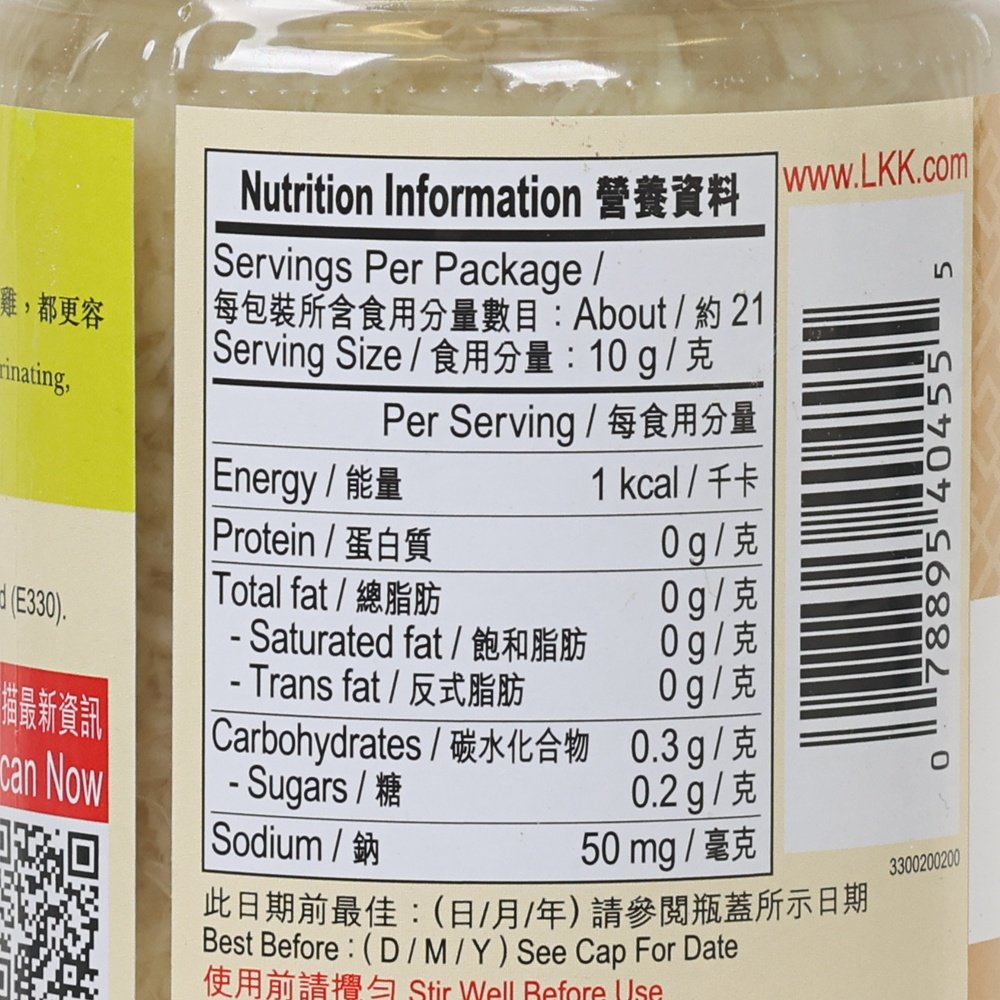 雞，都更容
rinating,
d (E330).
描最新資訊
can Now
Nutrition Information 營養資料
Servings Per Package /
每包裝所含食用分量數目：About / 約 21
Serving Size / 食用分量：10 g / 克
Per Serving / 每食用分量
Energy / 能量 1 kcal / 千卡
Protein / 蛋白質 0 g / 克
Total fat / 總脂肪 0 g / 克
- Saturated fat / 飽和脂肪 0 g / 克
- Trans fat / 反式脂肪 0 g / 克
Carbohydrates / 碳水化合物 0.3 g / 克
- Sugars / 糖 0.2 g / 克
Sodium / 鈉 50 mg / 毫克
此日期前最佳：(日/月/年) 請參閱瓶蓋所示日期
Best Before : ( D / M / Y ) See Cap For Date
使用前請攪勻 Stir Well Before Use
www.LKK.com
0 78895 40455 5
3300200200